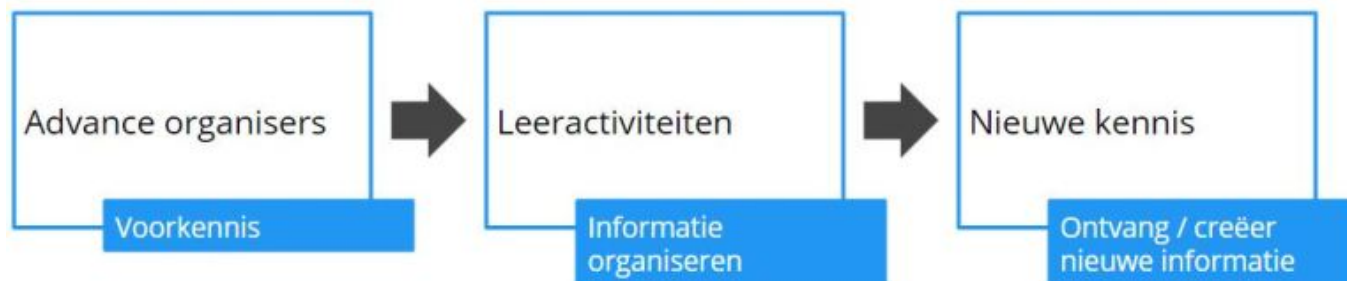 Advance organisers
Voorkennis
Leeractiviteiten
Informatie
organiseren
Nieuwe kennis
Ontvang / creëer
nieuwe informatie